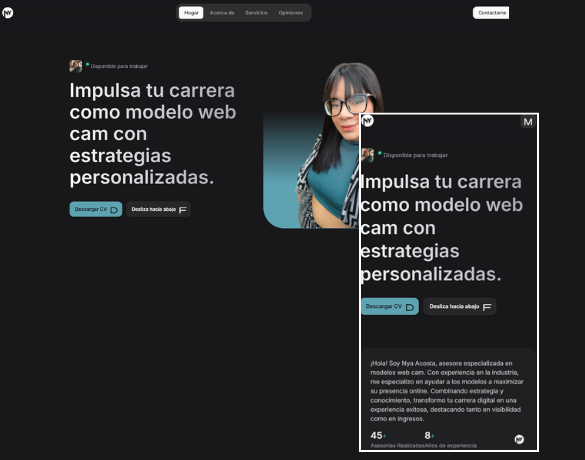 NY
Hogar
Acerca de
Servicios
Opiniones
Contactarne
Disponible para trabajar
Impulsa tu carrera
como modelo web
cam con
estrategias
personalizadas.
Descargar CV
Desliza hacia abajo
NY
M
Disponible para trabajar
Impulsa tu carrera
como modelo web
cam con
estrategias
personalizadas.
Descargar CV
Desliza hacia abajo
¡Hola! Soy Nya Acosta, asesora especializada en
modelos web cam. Con experiencia en la industria,
me especializo en ayudar a los modelos a maximizar
su presencia online. Combinando estrategia y
conocimiento, transformo tu carrera digital en una
experiencia exitosa, destacando tanto en visibilidad
como en ingresos.
45+
8+
Asesorías Realizadas
Años de experiencia
NY